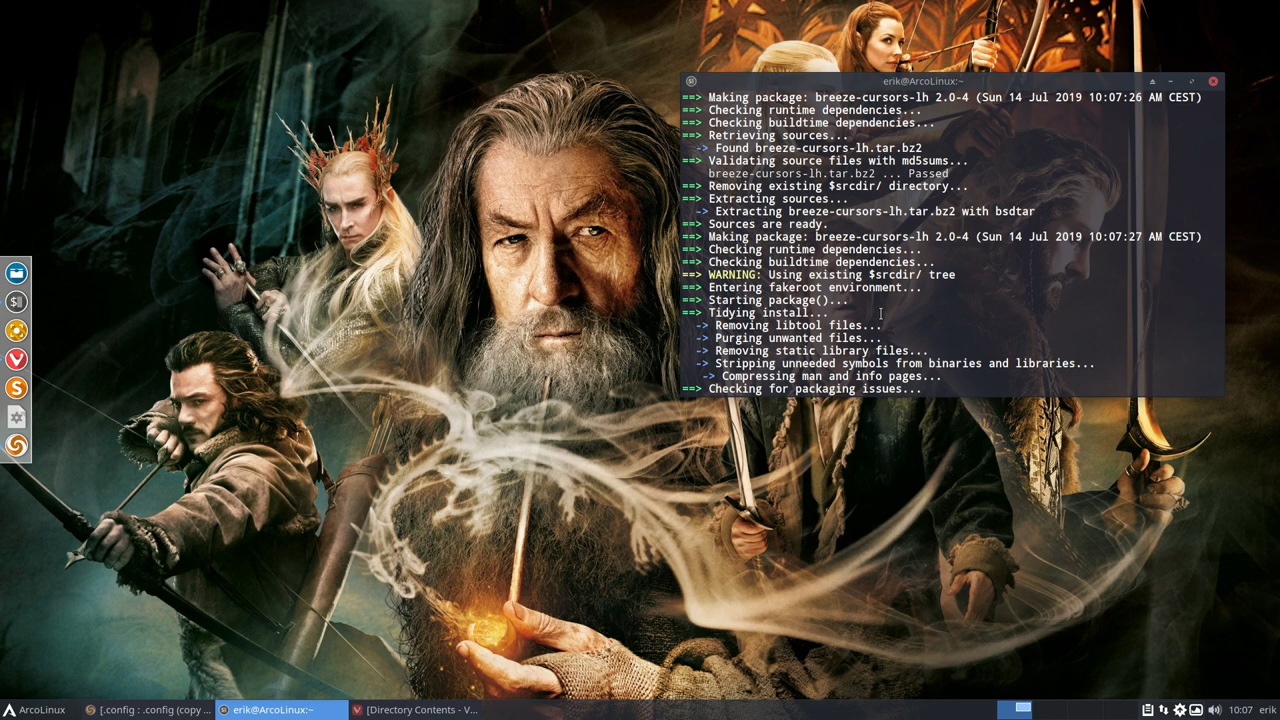 erik@ArcoLinux:~
==> Making package: breeze-cursors-lh 2.0-4 (Sun 14 Jul 2019 10:07:26 AM CEST)
==> Checking runtime dependencies...
==> Checking buildtime dependencies...
==> Retrieving sources...
-> Found breeze-cursors-lh.tar.bz2
==> Validating source files with md5sums...
breeze-cursors-lh.tar.bz2 ... Passed
==> Removing existing $srcdir/ directory...
==> Extracting sources...
-> Extracting breeze-cursors-lh.tar.bz2 with bsdtar
==> Sources are ready.
==> Making package: breeze-cursors-lh 2.0-4 (Sun 14 Jul 2019 10:07:27 AM CEST)
==> Checking runtime dependencies...
==> Checking buildtime dependencies...
==> WARNING: Using existing $srcdir/ tree
==> Entering fakeroot environment...
==> Starting package()...
==> Tidying install...
-> Removing libtool files...
-> Purging unwanted files...
-> Removing static library files...
-> Stripping unneeded symbols from binaries and libraries...
-> Compressing man and info pages...
==> Checking for packaging issues...
ArcoLinux [.config : .config (copy ... erik@ArcoLinux:~ [Directory Contents - V... 10:07 erik